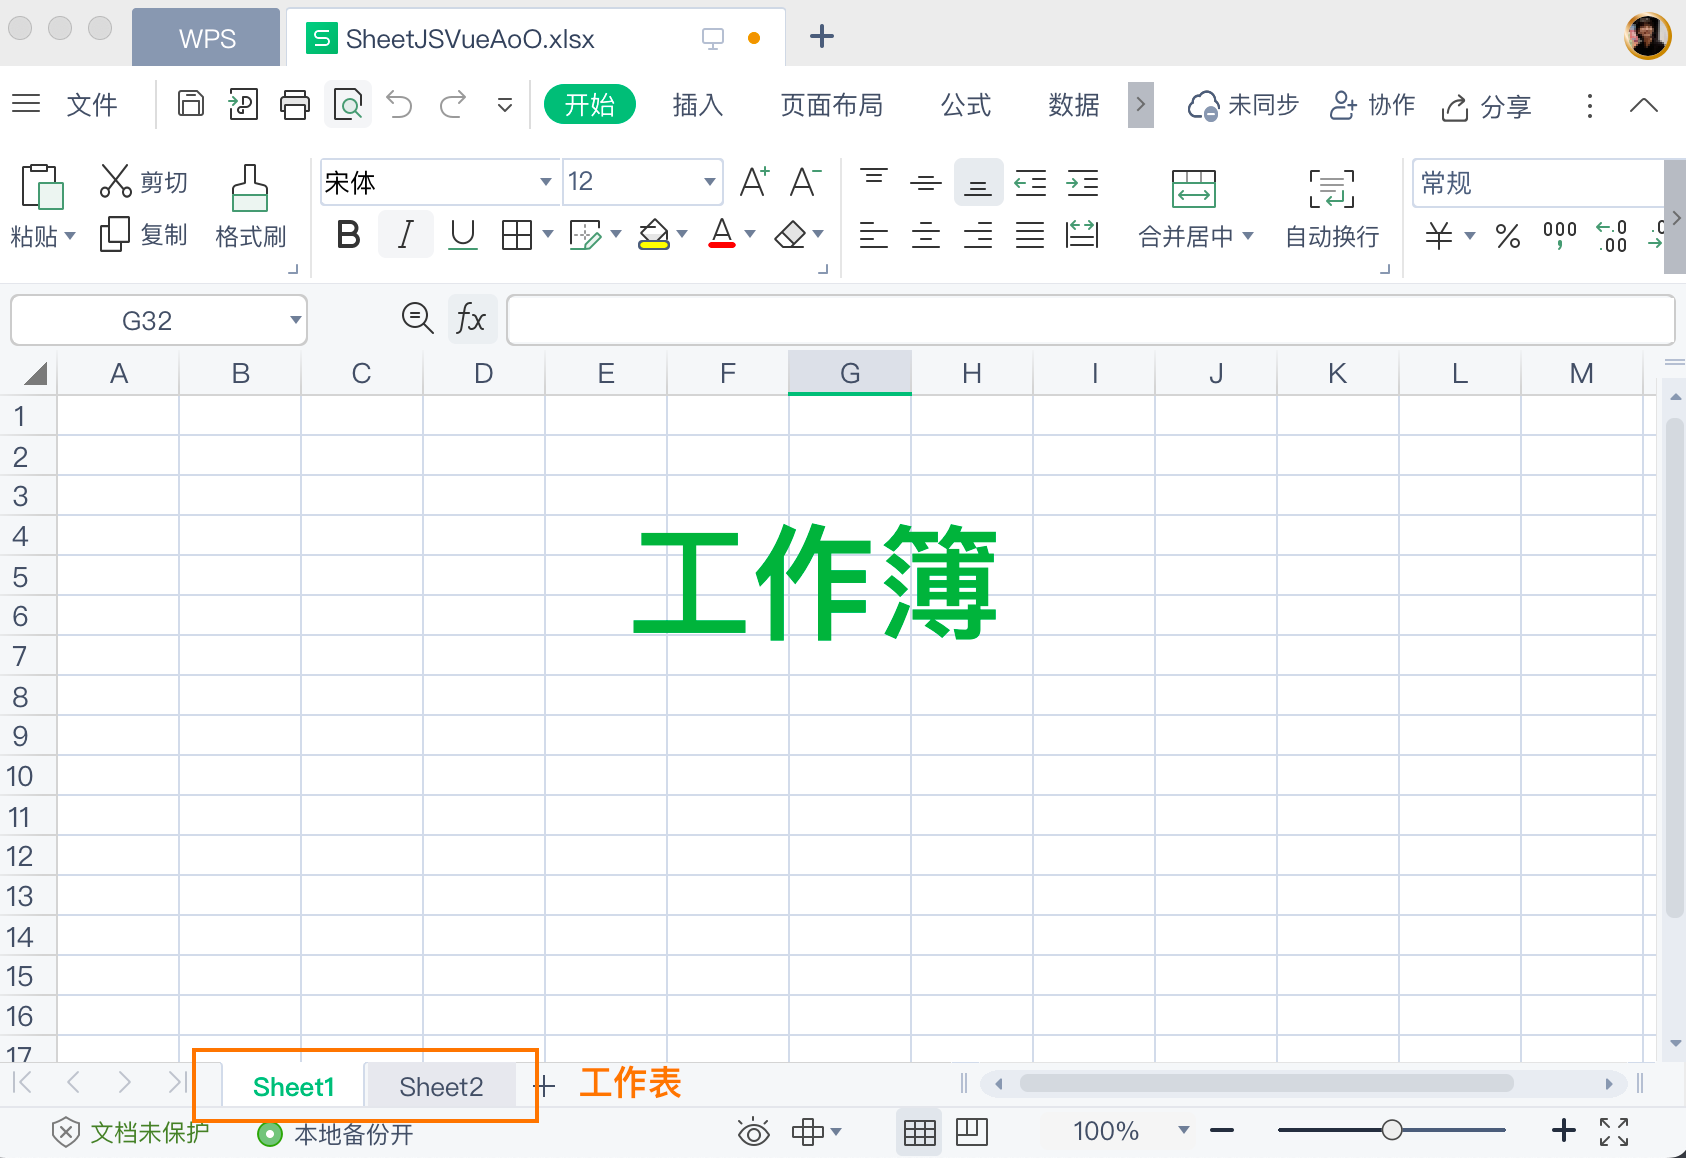 WPS SheetJSVueAoO.xlsx
文件 开始 插入 页面布局 公式 数据 未同步 协作 分享
剪切 宋体 12 A+ A- 常规
粘贴 复制 格式刷 B I U A 合并居中 自动换行 ¥ % 000 .0 .00
G32 fx
A B C D E F G H I J K L M
1
2
3
4
工作簿
5
6
7
8
9
10
11
12
13
14
15
16
17
Sheet1 Sheet2 工作表
文档未保护 本地备份开 100%